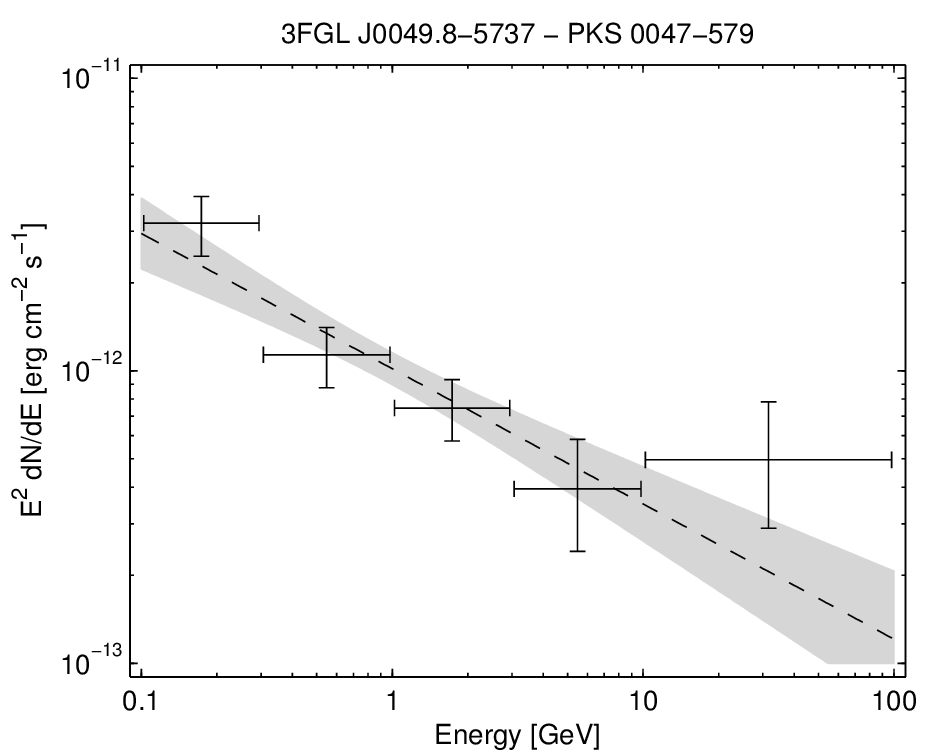 3FGL J0049.8−5737 − PKS 0047−579
10⁻¹¹
10⁻¹²
10⁻¹³
E² dN/dE [erg cm⁻² s⁻¹]
0.1 1 10 100
Energy [GeV]